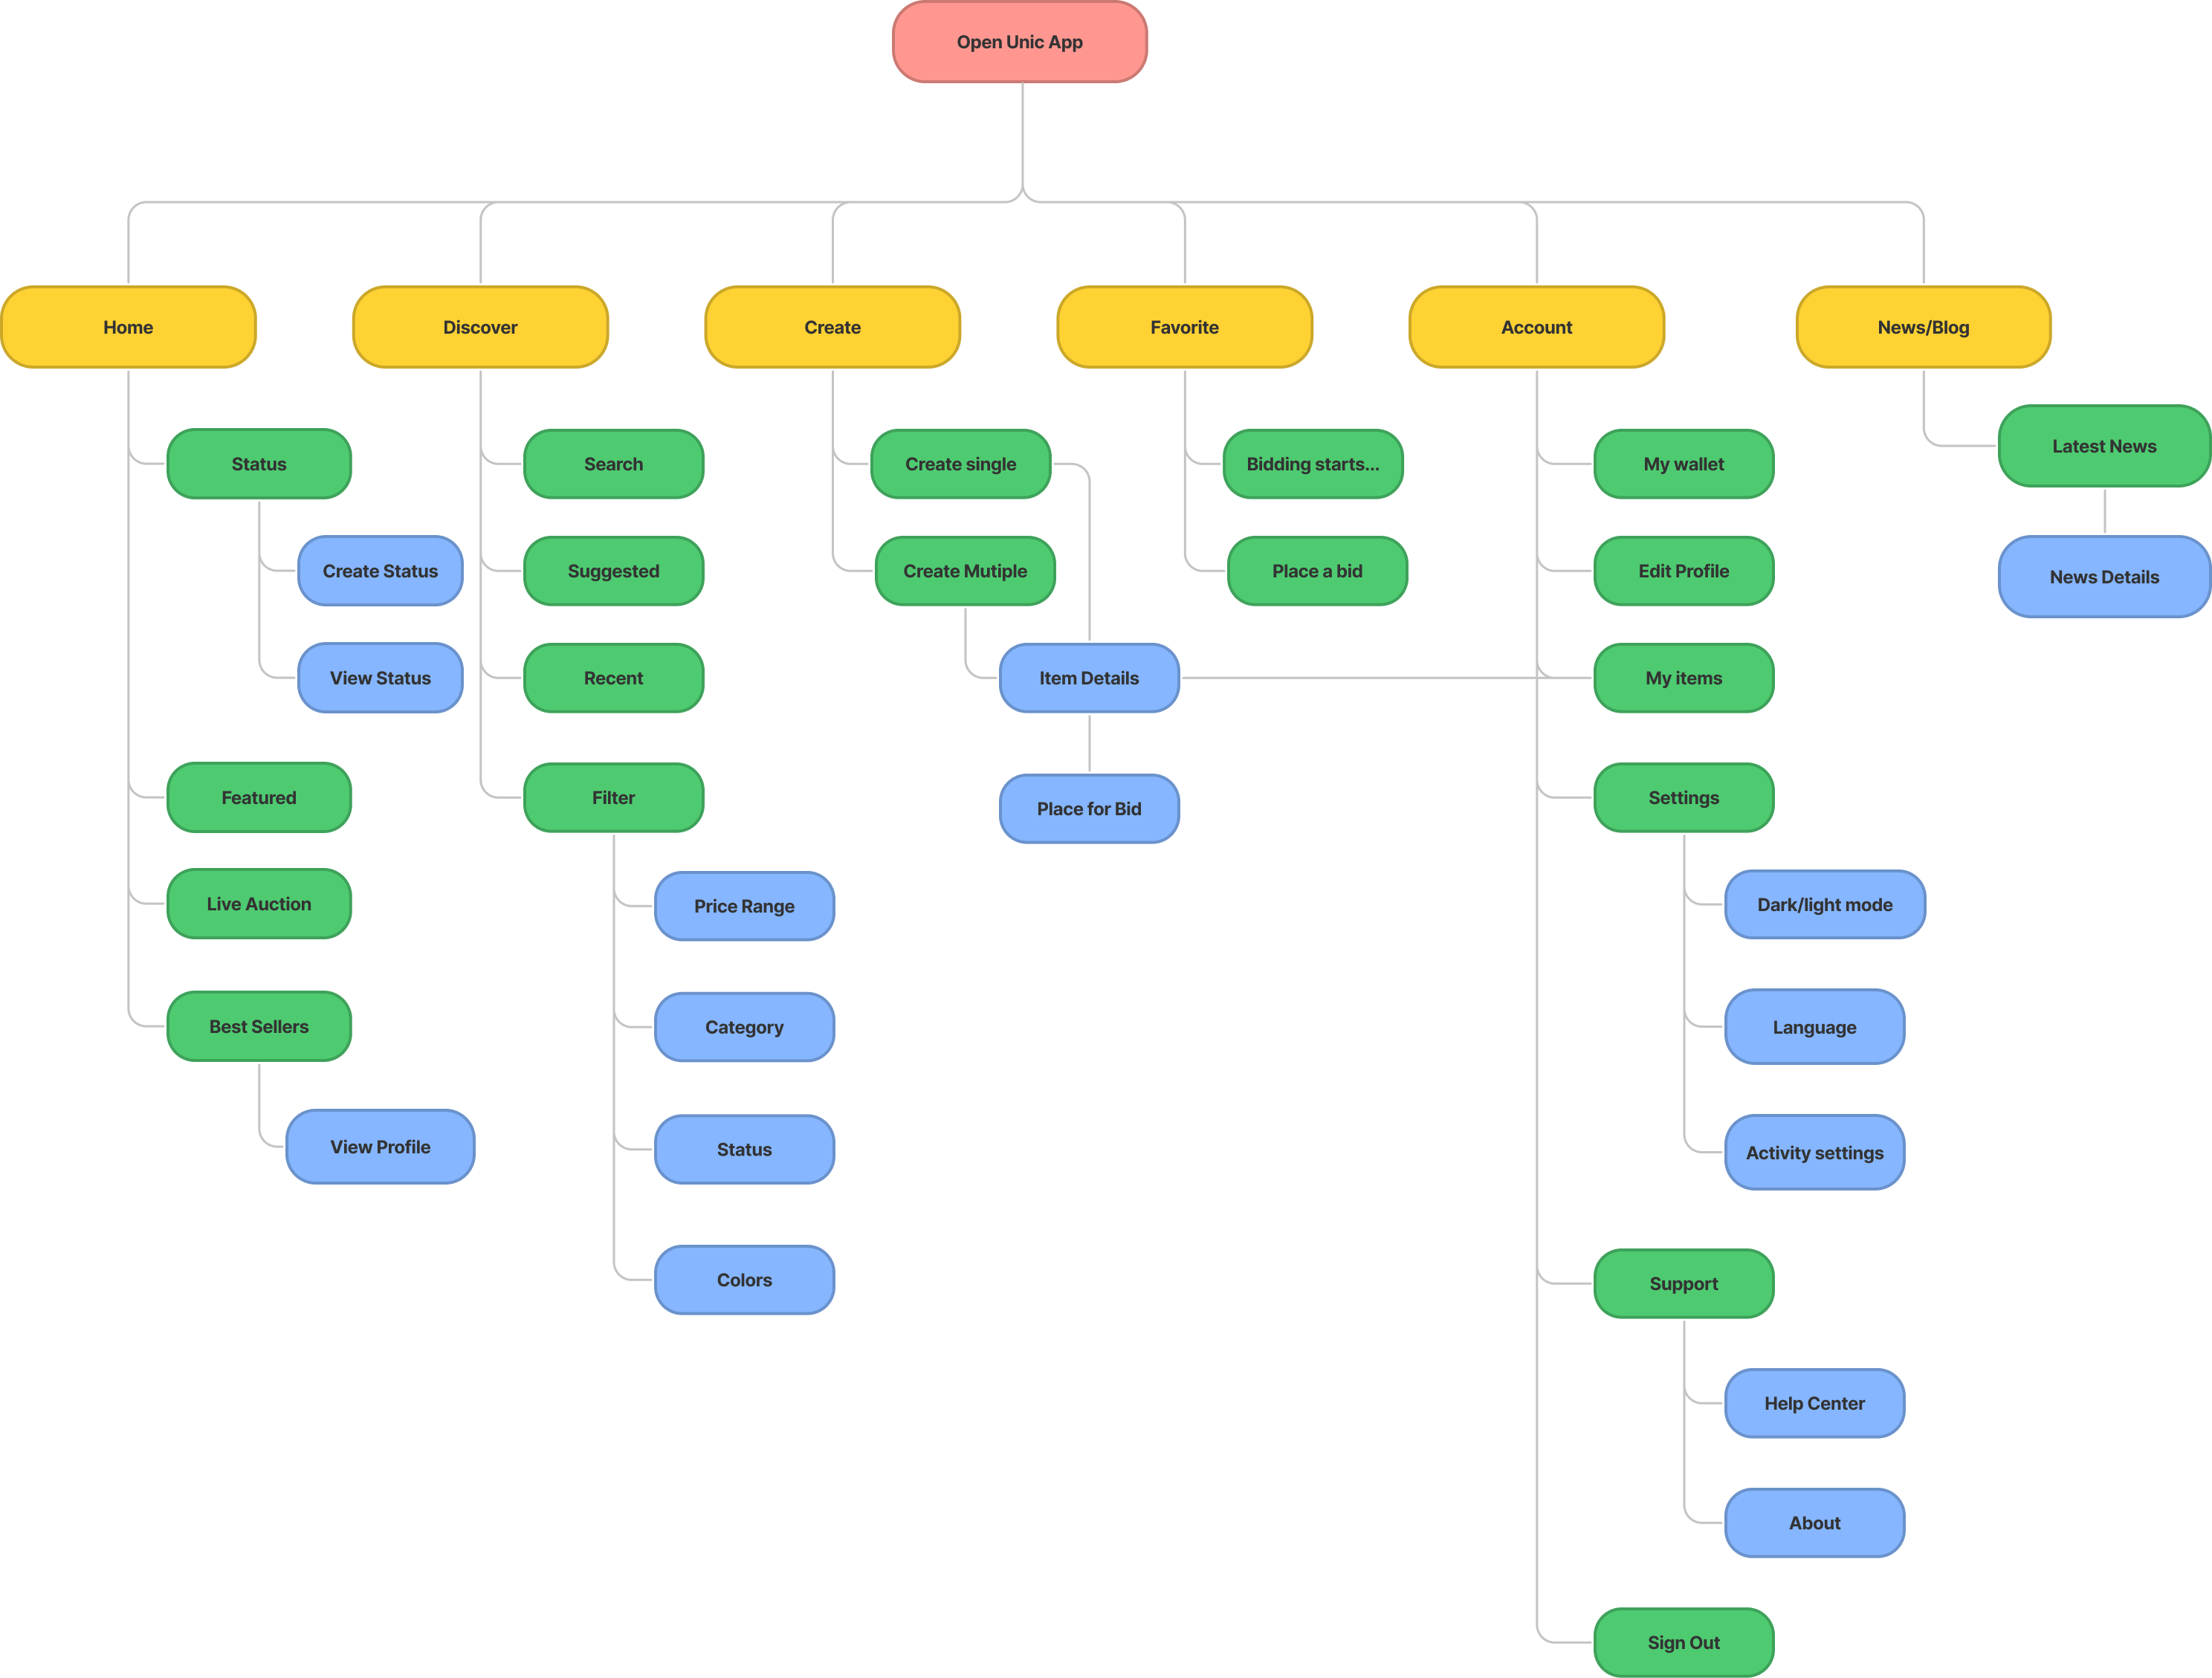 Open Unic App
Home
Discover
Create
Favorite
Account
News/Blog
Status
Create Status
View Status
Featured
Live Auction
Best Sellers
View Profile
Search
Suggested
Recent
Filter
Price Range
Category
Status
Colors
Create single
Create Mutiple
Item Details
Place for Bid
Bidding starts...
Place a bid
My wallet
Edit Profile
My items
Settings
Dark/light mode
Language
Activity settings
Support
Help Center
About
Sign Out
Latest News
News Details